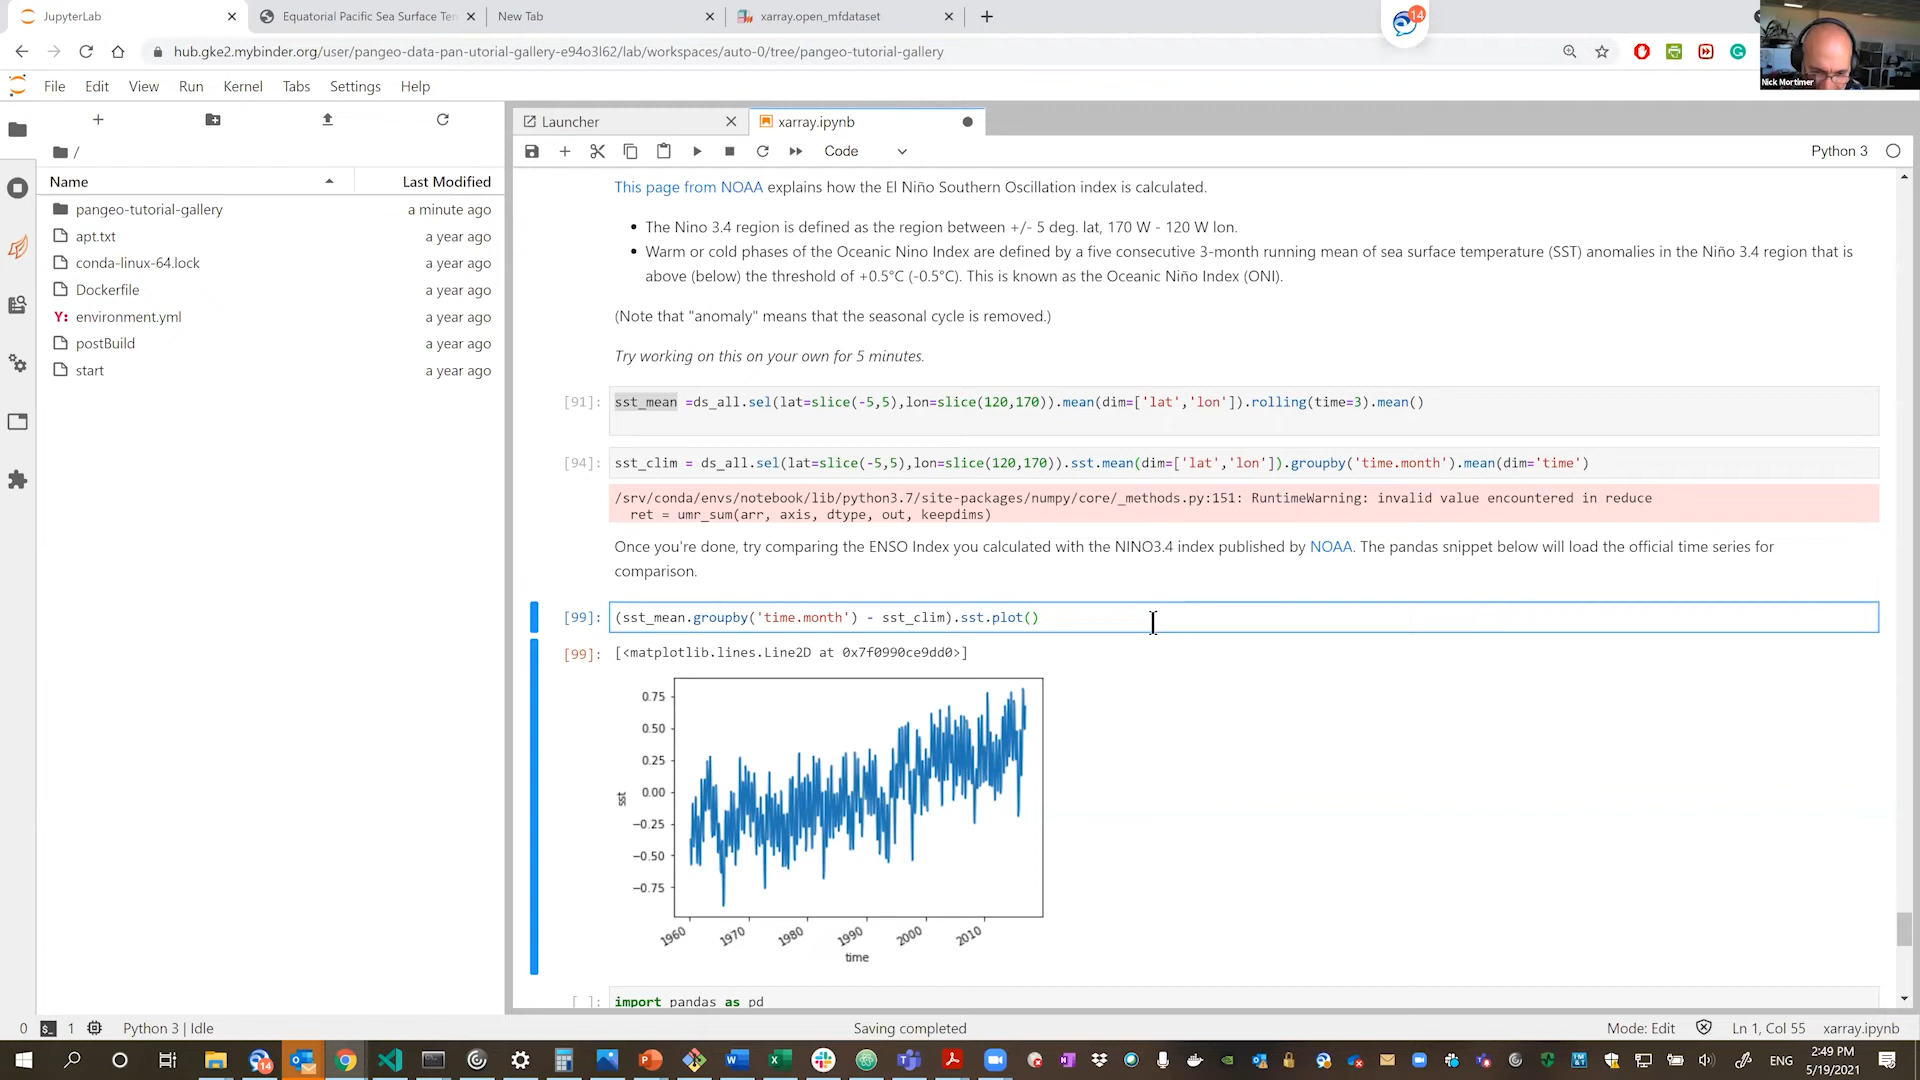 JupyterLab
Equatorial Pacific Sea Surface Tem
New Tab
xarray.open_mfdataset
14
hub.gke2.mybinder.org/user/pangeo-data-pan-utorial-gallery-e94o3l62/lab/workspaces/auto-0/tree/pangeo-tutorial-gallery
Nick Mortimer
File Edit View Run Kernel Tabs Settings Help
Launcher
xarray.ipynb
/
Code
Python 3
Name
Last Modified
pangeo-tutorial-gallery a minute ago
apt.txt a year ago
conda-linux-64.lock a year ago
Dockerfile a year ago
Y: environment.yml a year ago
postBuild a year ago
start a year ago
This page from NOAA explains how the El Niño Southern Oscillation index is calculated.
• The Nino 3.4 region is defined as the region between +/- 5 deg. lat, 170 W - 120 W lon.
• Warm or cold phases of the Oceanic Nino Index are defined by a five consecutive 3-month running mean of sea surface temperature (SST) anomalies in the Niño 3.4 region that is
above (below) the threshold of +0.5°C (-0.5°C). This is known as the Oceanic Niño Index (ONI).
(Note that "anomaly" means that the seasonal cycle is removed.)
Try working on this on your own for 5 minutes.
[91]: sst_mean =ds_all.sel(lat=slice(-5,5),lon=slice(120,170)).mean(dim=['lat','lon']).rolling(time=3).mean()
[94]: sst_clim = ds_all.sel(lat=slice(-5,5),lon=slice(120,170)).sst.mean(dim=['lat','lon']).groupby('time.month').mean(dim='time')
/srv/conda/envs/notebook/lib/python3.7/site-packages/numpy/core/_methods.py:151: RuntimeWarning: invalid value encountered in reduce
ret = umr_sum(arr, axis, dtype, out, keepdims)
Once you're done, try comparing the ENSO Index you calculated with the NINO3.4 index published by NOAA. The pandas snippet below will load the official time series for
comparison.
[99]: (sst_mean.groupby('time.month') - sst_clim).sst.plot()
[99]: [<matplotlib.lines.Line2D at 0x7f0990ce9dd0>]
0.75
0.50
0.25
0.00
−0.25
−0.50
−0.75
sst
1960 1970 1980 1990 2000 2010
time
[ ]: import pandas as pd
0 1 Python 3 | Idle
Saving completed
Mode: Edit
Ln 1, Col 55
xarray.ipynb
14
ENG
2:49 PM
5/19/2021